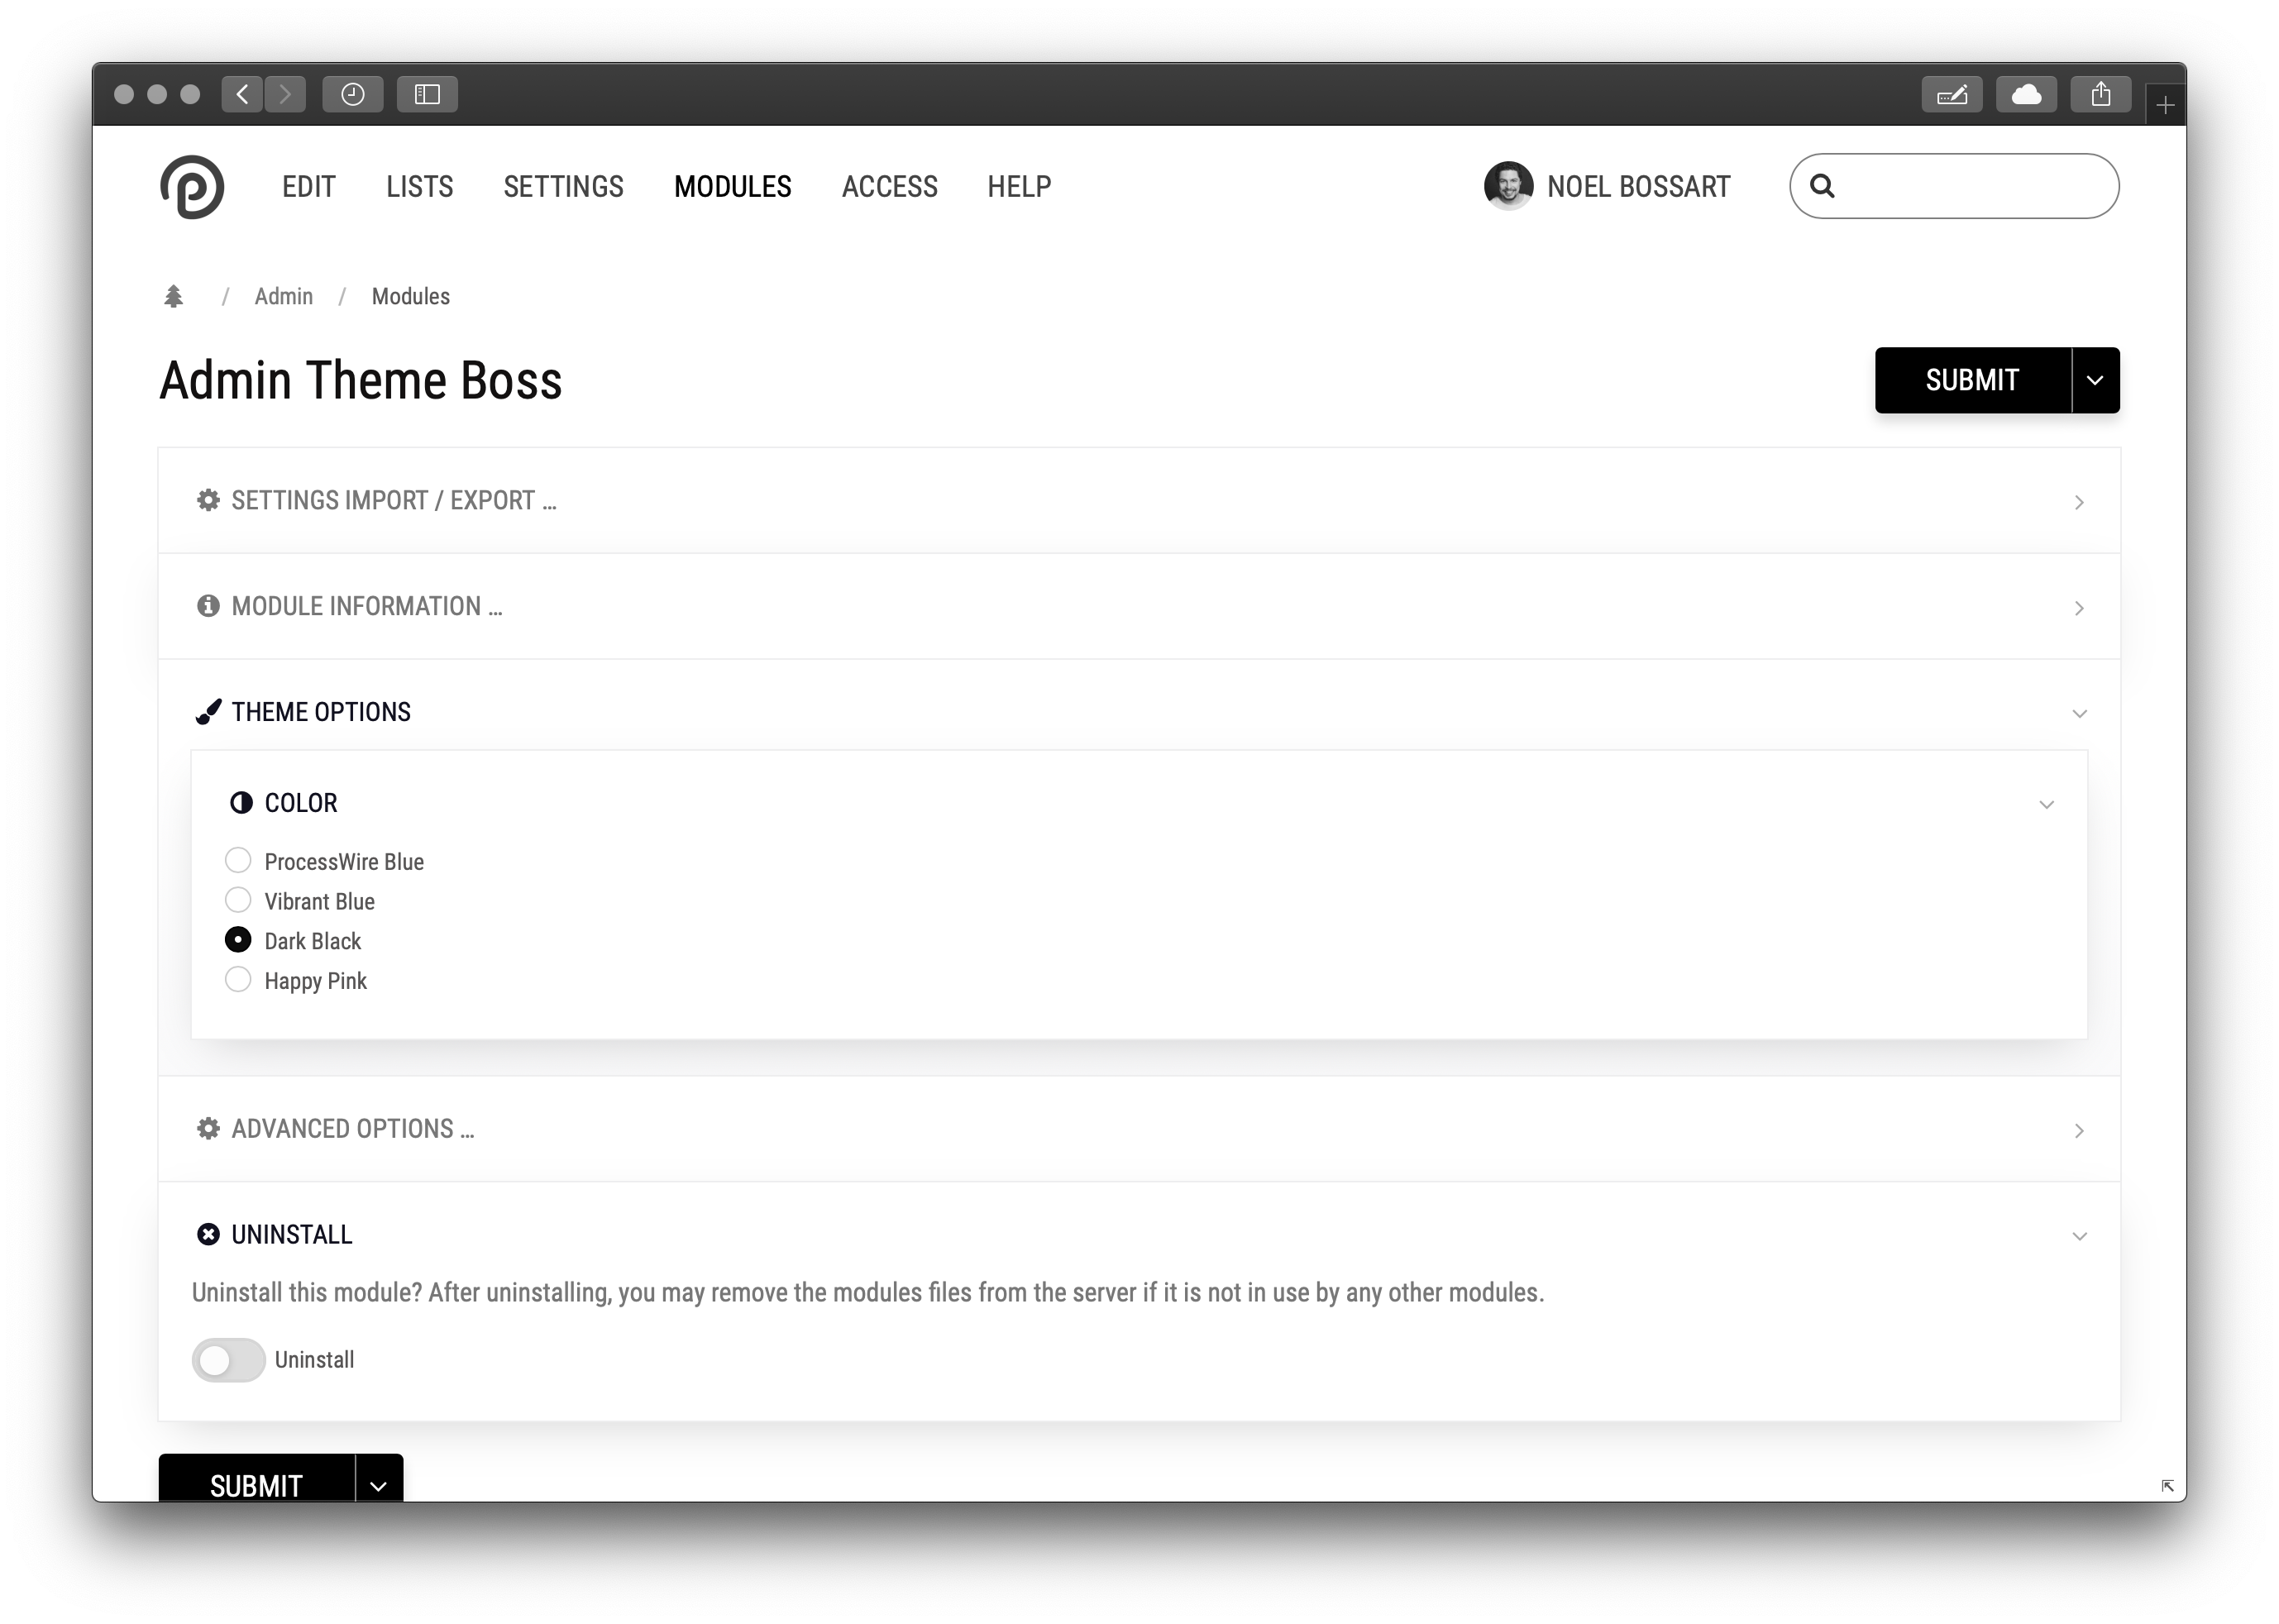 EDIT LISTS SETTINGS MODULES ACCESS HELP NOEL BOSSART
/ Admin / Modules
Admin Theme Boss SUBMIT
SETTINGS IMPORT / EXPORT ...
MODULE INFORMATION ...
THEME OPTIONS
COLOR
ProcessWire Blue
Vibrant Blue
Dark Black
Happy Pink
ADVANCED OPTIONS ...
UNINSTALL
Uninstall this module? After uninstalling, you may remove the modules files from the server if it is not in use by any other modules.
Uninstall
SUBMIT